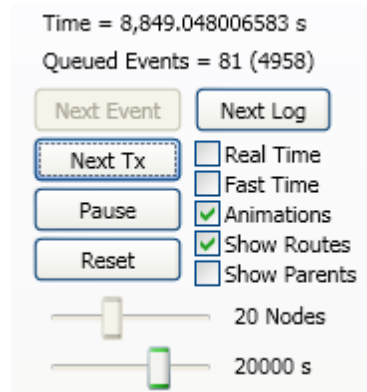 Time = 8,849.048006583 s
Queued Events = 81 (4958)
Next Event
Next Log
Next Tx
Real Time
Fast Time
Pause
Animations
Show Routes
Reset
Show Parents
20 Nodes
20000 s